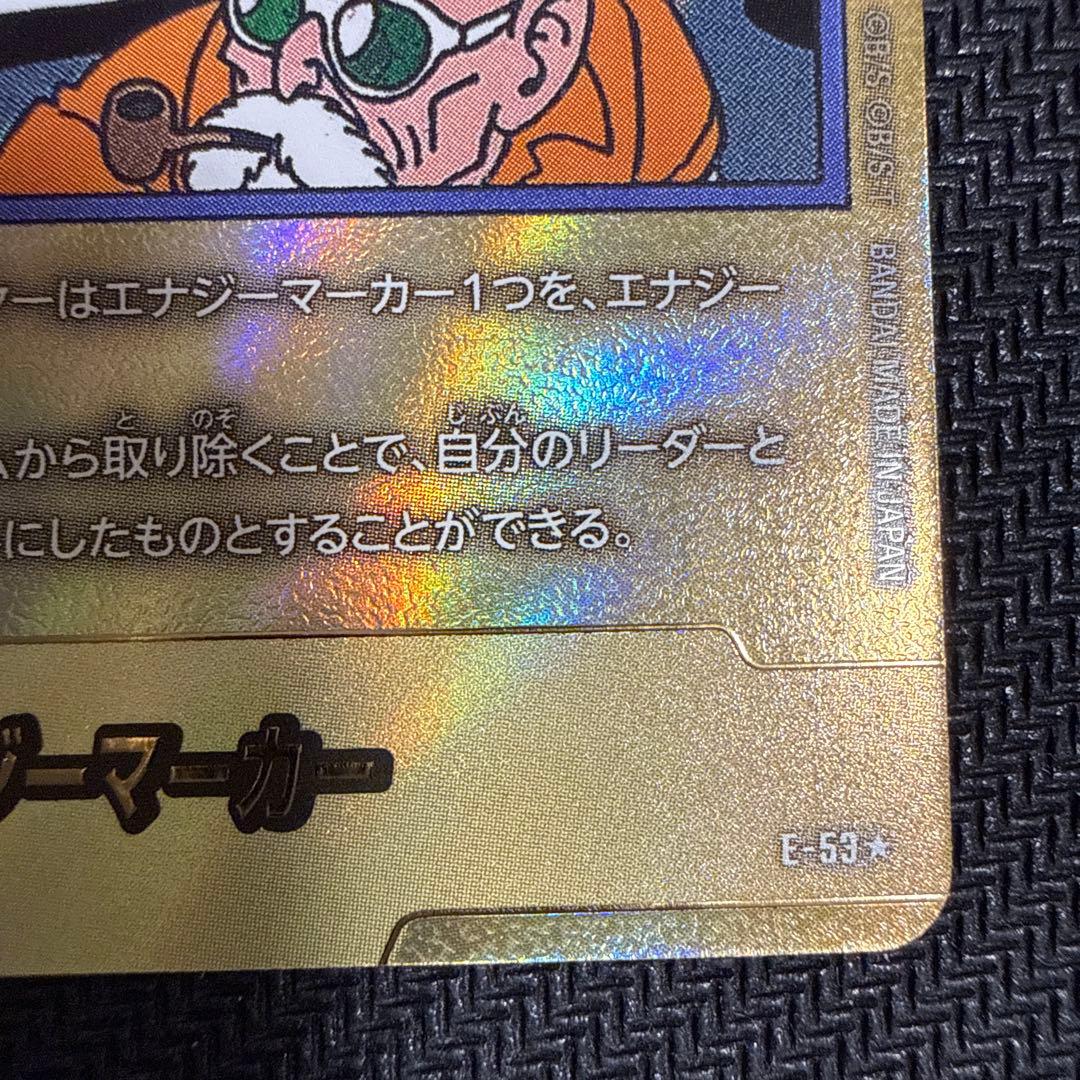 ーはエナジーマーカー1つを、エナジー
と のぞ じ ぶん
から取り除くことで、自分のリーダーと
にしたものとすることができる。
ジーマーカー
E-53★
©B/S ©B/S・T BANDAI MADE IN JAPAN